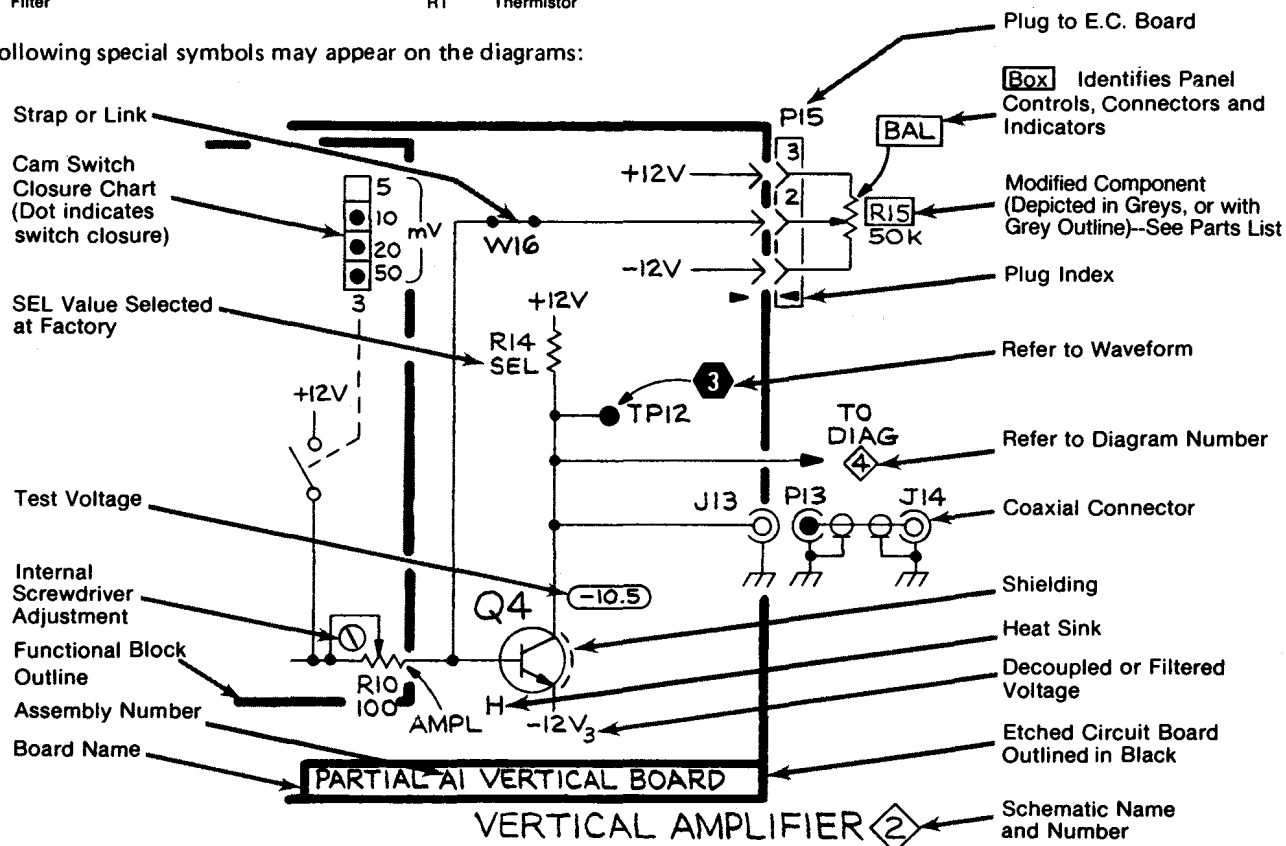 Filter
RT Thermistor
ollowing special symbols may appear on the diagrams:
Plug to E.C. Board
Box Identifies Panel
Controls, Connectors and
Indicators
Modified Component
(Depicted in Greys, or with
Grey Outline)--See Parts List
Plug Index
Refer to Waveform
Refer to Diagram Number
Coaxial Connector
Shielding
Heat Sink
Decoupled or Filtered
Voltage
Etched Circuit Board
Outlined in Black
Schematic Name
and Number
Strap or Link
Cam Switch
Closure Chart
(Dot indicates
switch closure)
SEL Value Selected
at Factory
Test Voltage
Internal
Screwdriver
Adjustment
Functional Block
Outline
Assembly Number
Board Name
5
10
20
50
mV
3
+12V
W16
+12V
-12V
P15
3
2
BAL
R15
50K
+12V
R14
SEL
3
TP12
TO
DIAG
4
J13
P13
J14
-10.5
Q4
R10
100
AMPL
H
-12V3
PARTIAL A1 VERTICAL BOARD
VERTICAL AMPLIFIER 2